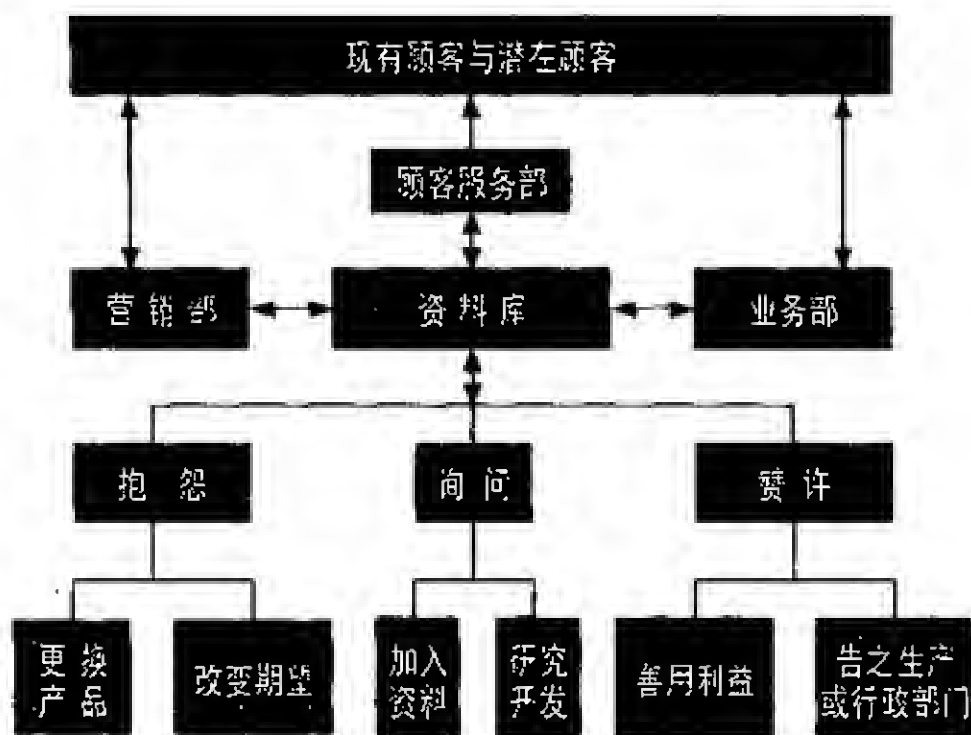 现有顾客与潜在顾客
顾客服务部
营销部
资料库
业务部
抱怨
询问
赞许
更换
产品
改变期望
加入
资料
研究
开发
善用利益
告之生产
或行政部门